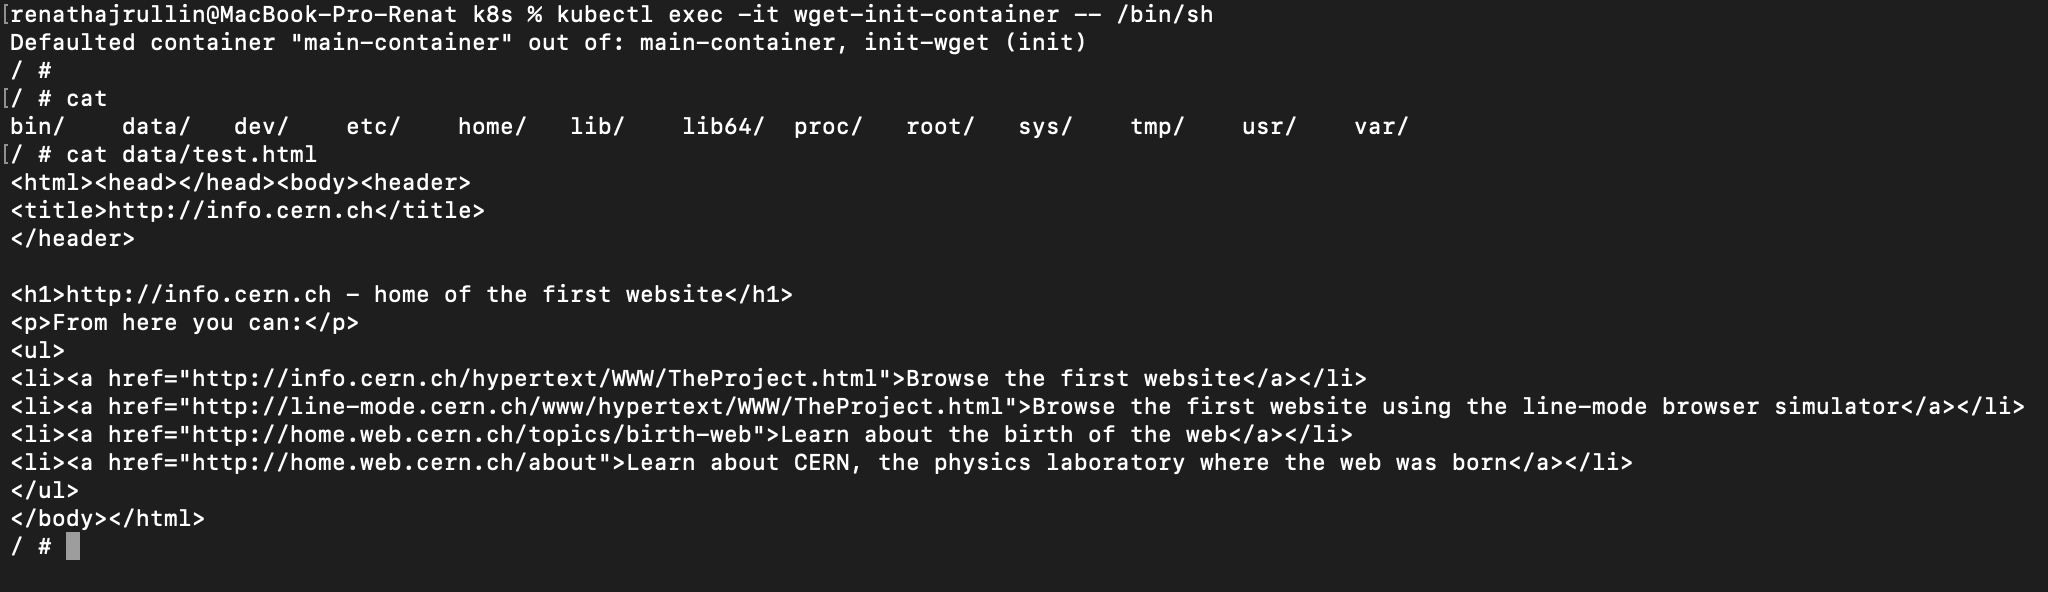 [renathajrullin@MacBook-Pro-Renat k8s % kubectl exec -it wget-init-container -- /bin/sh
Defaulted container "main-container" out of: main-container, init-wget (init)
/ #
[/ # cat
bin/    data/   dev/    etc/    home/   lib/    lib64/  proc/   root/   sys/    tmp/    usr/    var/
[/ # cat data/test.html
<html><head></head><body><header>
<title>http://info.cern.ch</title>
</header>

<h1>http://info.cern.ch - home of the first website</h1>
<p>From here you can:</p>
<ul>
<li><a href="http://info.cern.ch/hypertext/WWW/TheProject.html">Browse the first website</a></li>
<li><a href="http://line-mode.cern.ch/www/hypertext/WWW/TheProject.html">Browse the first website using the line-mode browser simulator</a></li>
<li><a href="http://home.web.cern.ch/topics/birth-web">Learn about the birth of the web</a></li>
<li><a href="http://home.web.cern.ch/about">Learn about CERN, the physics laboratory where the web was born</a></li>
</ul>
</body></html>
/ #